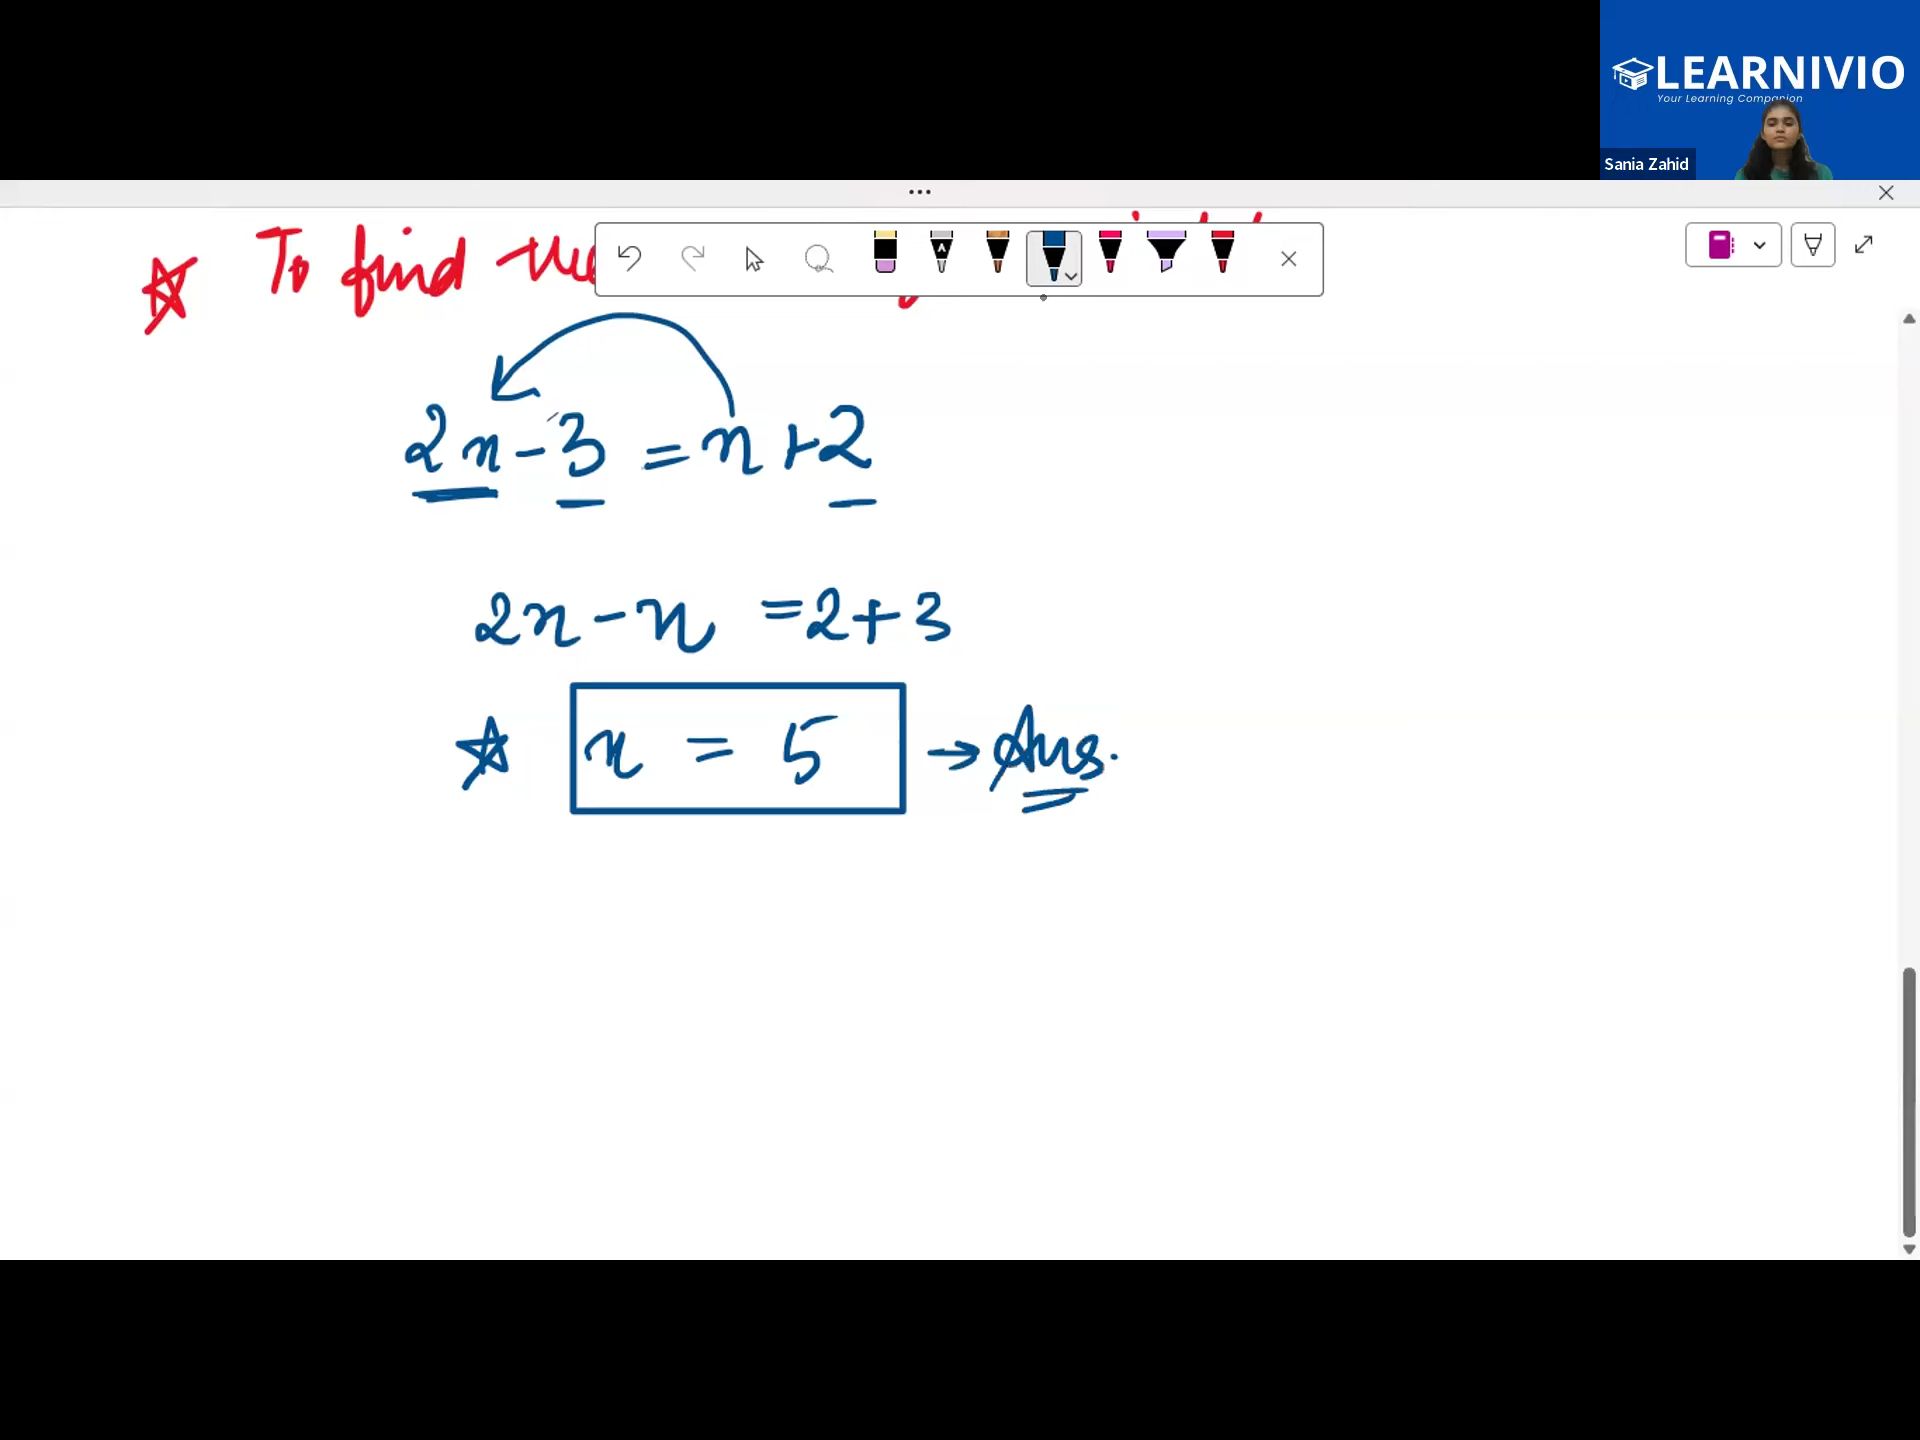 LEARNIVIO
Your Learning Companion
Sania Zahid
To find the
2x - 3 = x + 2
2x - x = 2 + 3
x = 5 → Ans.